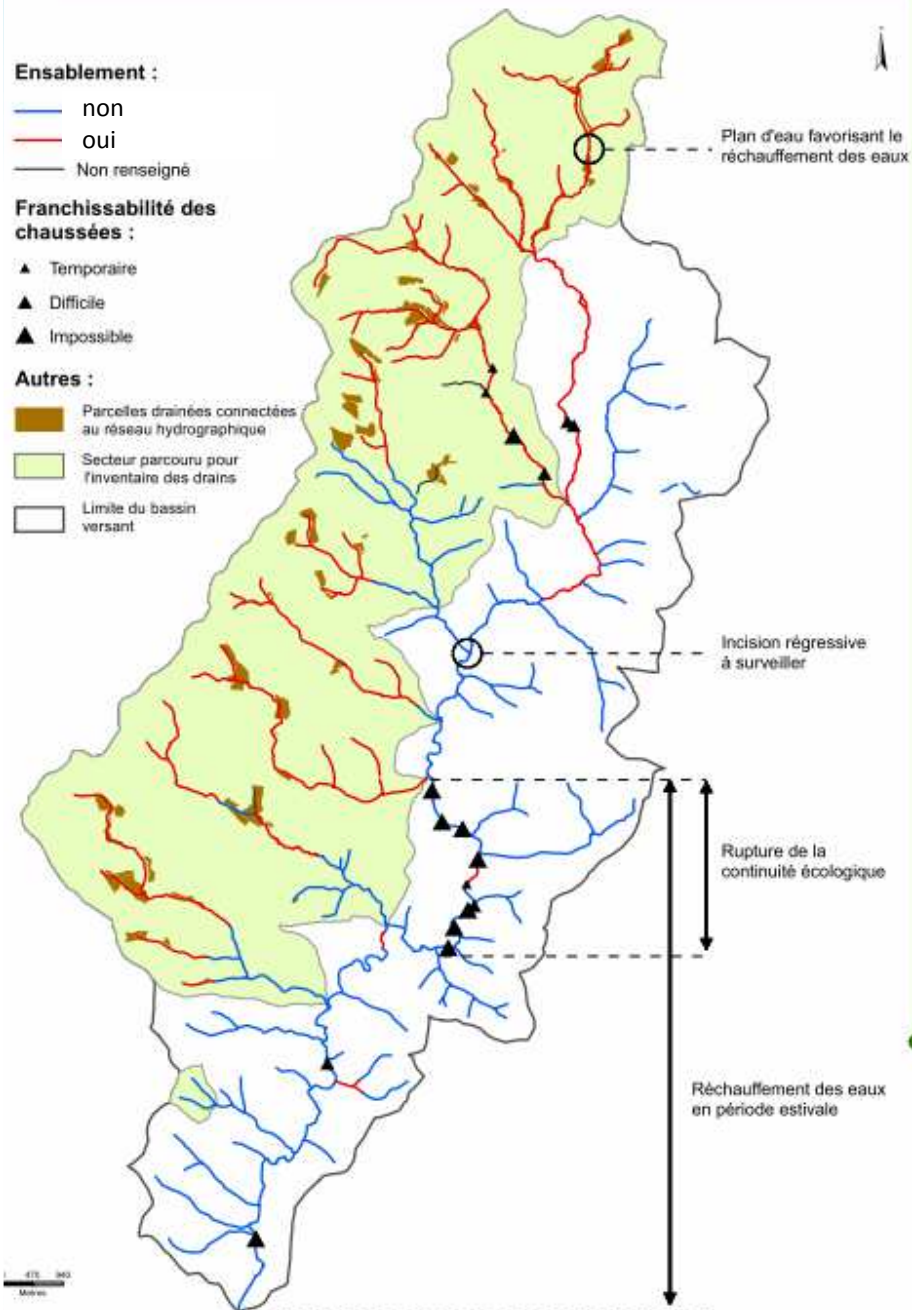 Ensablement :
non
oui
Non renseigné
Franchissabilité des
chaussées :
Temporaire
Difficile
Impossible
Autres :
Parcelles drainées connectées
au réseau hydrographique
Secteur parcouru pour
l'inventaire des drains
Limite du bassin
versant
Plan d'eau favorisant le
réchauffement des eaux
Incision régressive
à surveiller
Rupture de la
continuité écologique
Réchauffement des eaux
en période estivale
470 940
Mètres